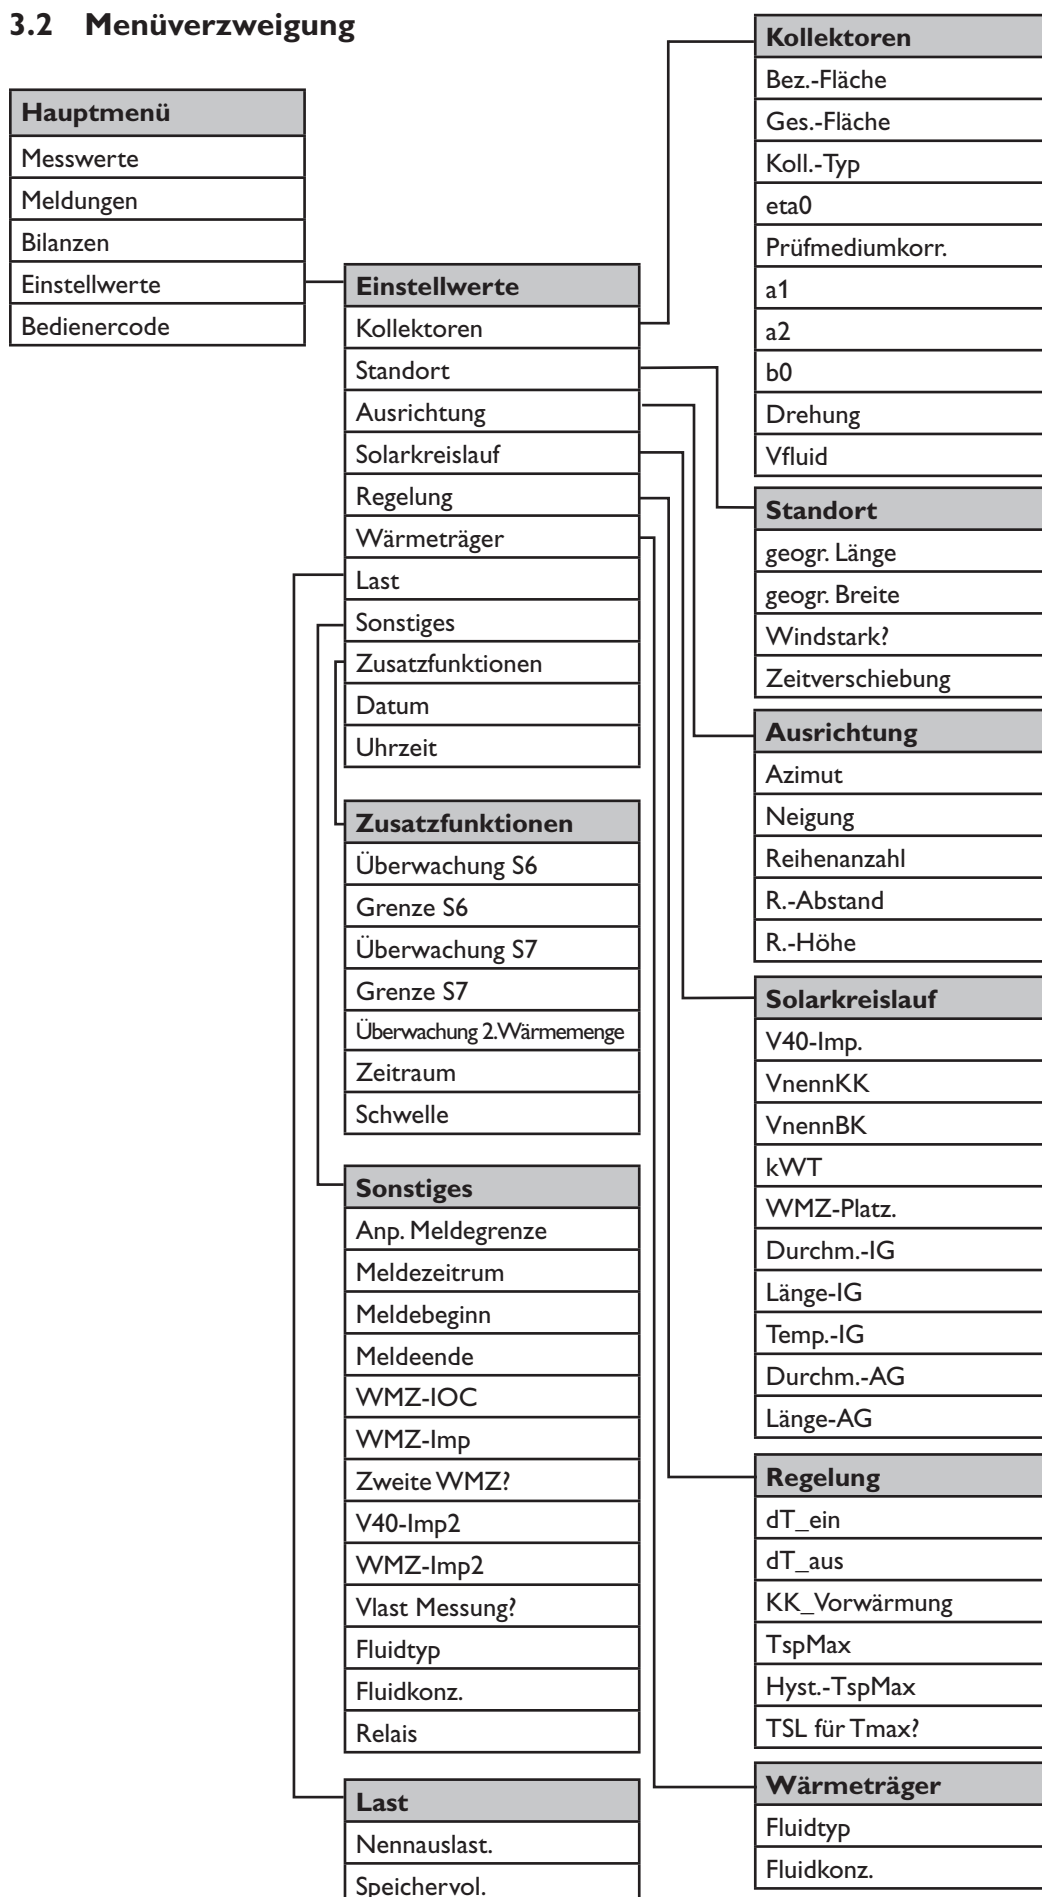 3.2 Menüverzweigung
Hauptmenü
Messwerte
Meldungen
Bilanzen
Einstellwerte
Bedienercode
Einstellwerte
Kollektoren
Standort
Ausrichtung
Solarkreislauf
Regelung
Wärmeträger
Last
Sonstiges
Zusatzfunktionen
Datum
Uhrzeit
Zusatzfunktionen
Überwachung S6
Grenze S6
Überwachung S7
Grenze S7
Überwachung 2.Wärmemenge
Zeitraum
Schwelle
Sonstiges
Anp. Meldegrenze
Meldezeitrum
Meldebeginn
Meldeende
WMZ-IOC
WMZ-Imp
Zweite WMZ?
V40-Imp2
WMZ-Imp2
Vlast Messung?
Fluidtyp
Fluidkonz.
Relais
Last
Nennauslast.
Speichervol.
Kollektoren
Bez.-Fläche
Ges.-Fläche
Koll.-Typ
eta0
Prüfmediumkorr.
a1
a2
b0
Drehung
Vfluid
Standort
geogr. Länge
geogr. Breite
Windstark?
Zeitverschiebung
Ausrichtung
Azimut
Neigung
Reihenanzahl
R.-Abstand
R.-Höhe
Solarkreislauf
V40-Imp.
VnennKK
VnennBK
kWT
WMZ-Platz.
Durchm.-IG
Länge-IG
Temp.-IG
Durchm.-AG
Länge-AG
Regelung
dT_ein
dT_aus
KK_Vorwärmung
TspMax
Hyst.-TspMax
TSL für Tmax?
Wärmeträger
Fluidtyp
Fluidkonz.